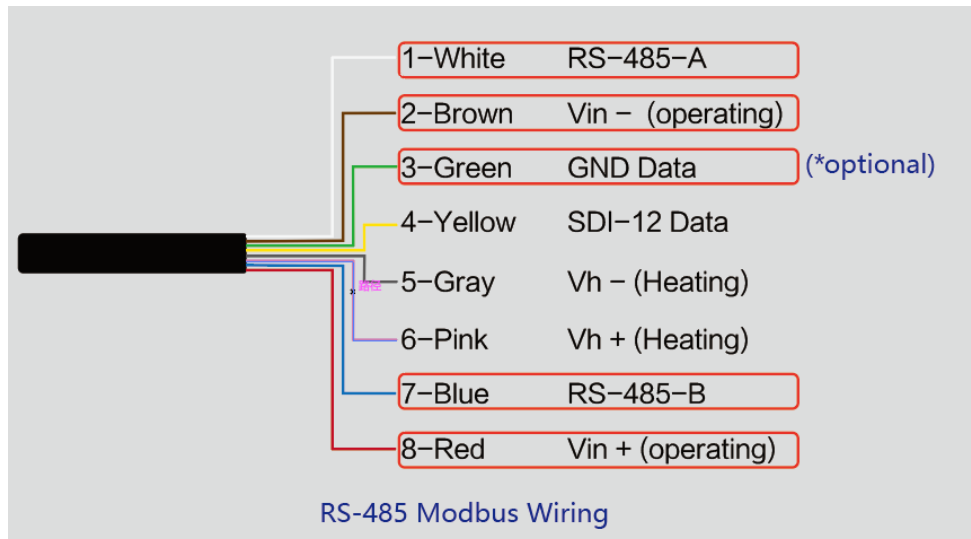 1-White RS-485-A
2-Brown Vin - (operating)
3-Green GND Data (*optional)
4-Yellow SDI-12 Data
路径
5-Gray Vh - (Heating)
6-Pink Vh + (Heating)
7-Blue RS-485-B
8-Red Vin + (operating)
RS-485 Modbus Wiring